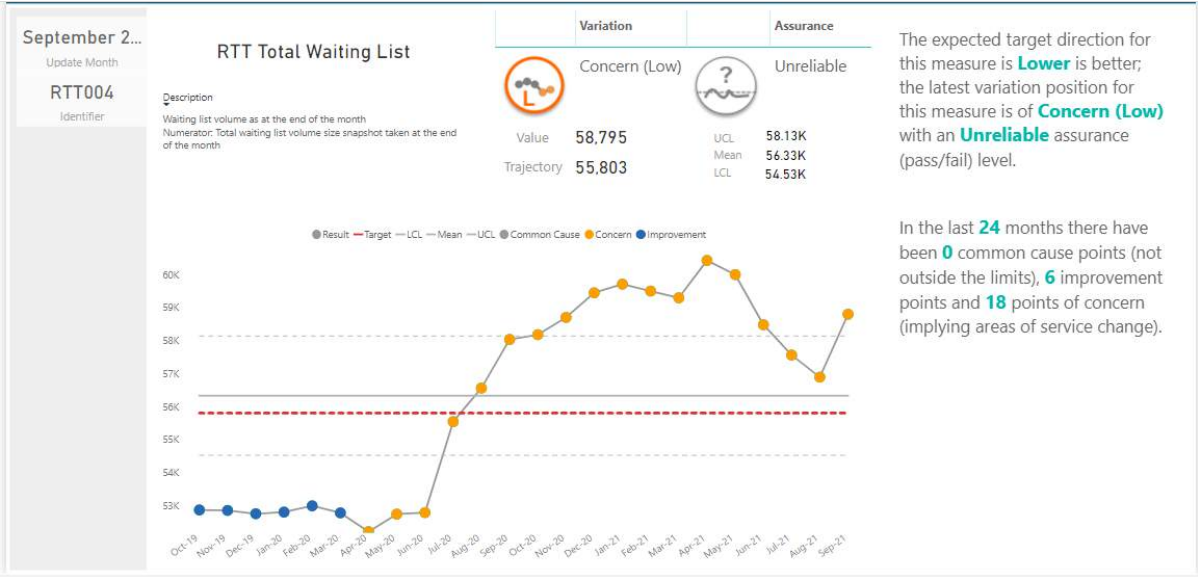 September 2...
Update Month
RTT004
Identifier
RTT Total Waiting List
Description
Waiting list volume as at the end of the month
Numerator: Total waiting list volume size snapshot taken at the end
of the month
Variation
Assurance
L
Concern (Low)
?
Unreliable
Value 58,795
Trajectory 55,803
UCL 58.13K
Mean 56.33K
LCL 54.53K
The expected target direction for
this measure is Lower is better;
the latest variation position for
this measure is of Concern (Low)
with an Unreliable assurance
(pass/fail) level.
In the last 24 months there have
been 0 common cause points (not
outside the limits), 6 improvement
points and 18 points of concern
(implying areas of service change).
Result Target LCL Mean UCL Common Cause Concern Improvement
60K
59K
58K
57K
56K
55K
54K
53K
Oct-19 Nov-19 Dec-19 Jan-20 Feb-20 Mar-20 Apr-20 May-20 Jun-20 Jul-20 Aug-20 Sep-20 Oct-20 Nov-20 Dec-20 Jan-21 Feb-21 Mar-21 Apr-21 May-21 Jun-21 Jul-21 Aug-21 Sep-21